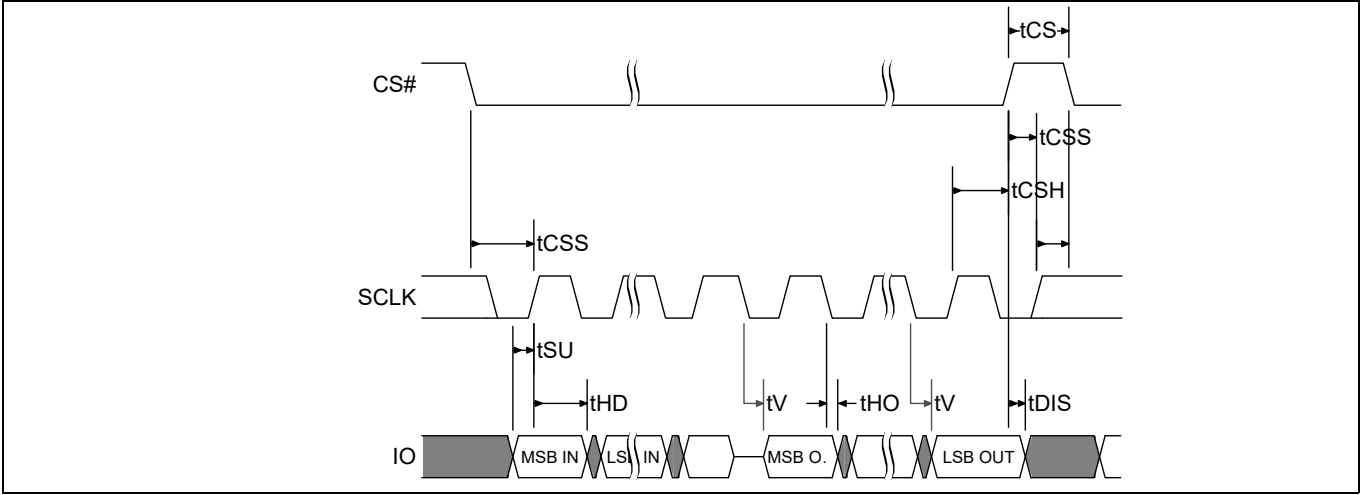 tCS
CS#
tCSS
tCSH
tCSS
SCLK
tSU
tHD
tV
tHO
tV
tDIS
IO
MSB IN
LSB IN
MSB O.
LSB OUT